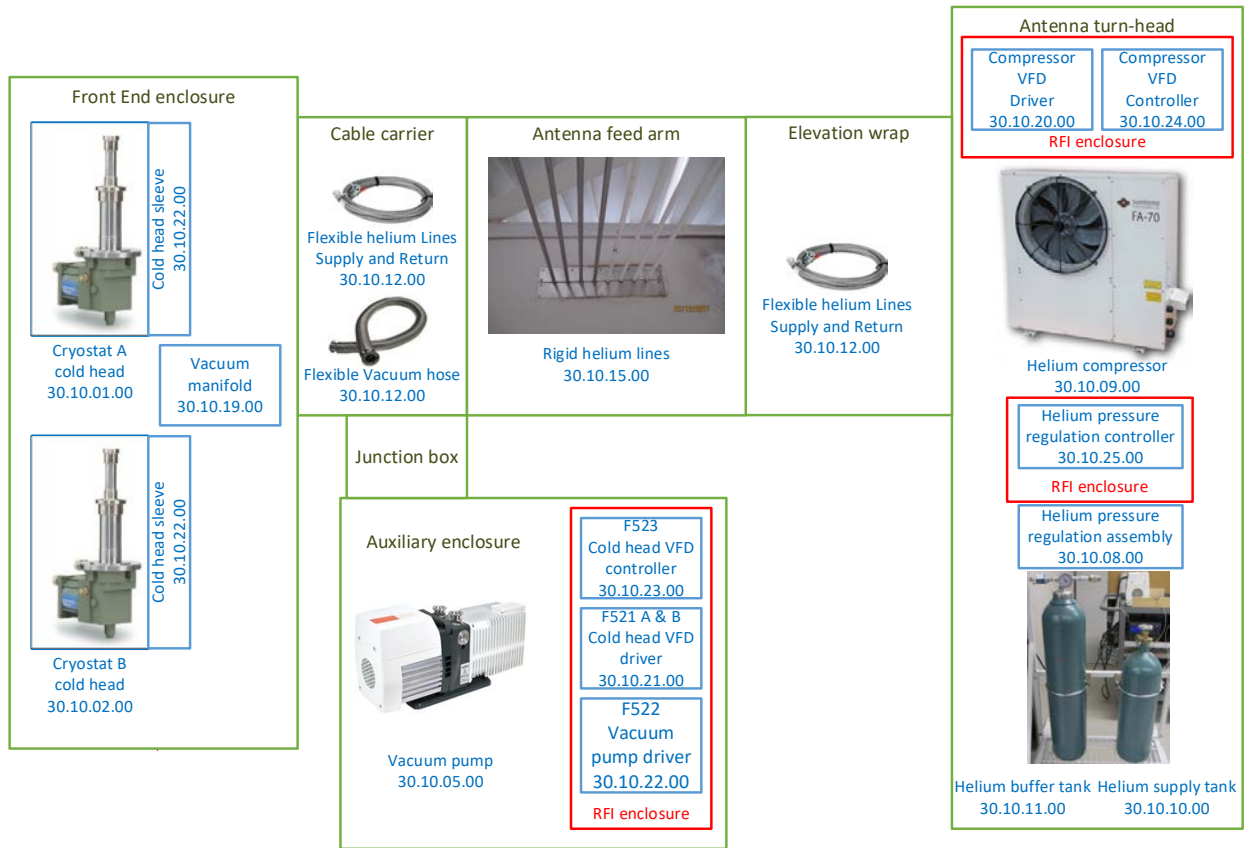 Front End enclosure
Cold head sleeve
30.10.22.00
Cryostat A
cold head
30.10.01.00
Vacuum
manifold
30.10.19.00
Cold head sleeve
30.10.22.00
Cryostat B
cold head
30.10.02.00
Cable carrier
Flexible helium Lines
Supply and Return
30.10.12.00
Flexible Vacuum hose
30.10.12.00
Antenna feed arm
Rigid helium lines
30.10.15.00
Elevation wrap
Flexible helium Lines
Supply and Return
30.10.12.00
Junction box
Auxiliary enclosure
Vacuum pump
30.10.05.00
F523
Cold head VFD
controller
30.10.23.00
F521 A & B
Cold head VFD
driver
30.10.21.00
F522
Vacuum
pump driver
30.10.22.00
RFI enclosure
Antenna turn-head
Compressor
VFD
Driver
30.10.20.00
Compressor
VFD
Controller
30.10.24.00
RFI enclosure
FA-70
Helium compressor
30.10.09.00
Helium pressure
regulation controller
30.10.25.00
RFI enclosure
Helium pressure
regulation assembly
30.10.08.00
Helium buffer tank
30.10.11.00
Helium supply tank
30.10.10.00